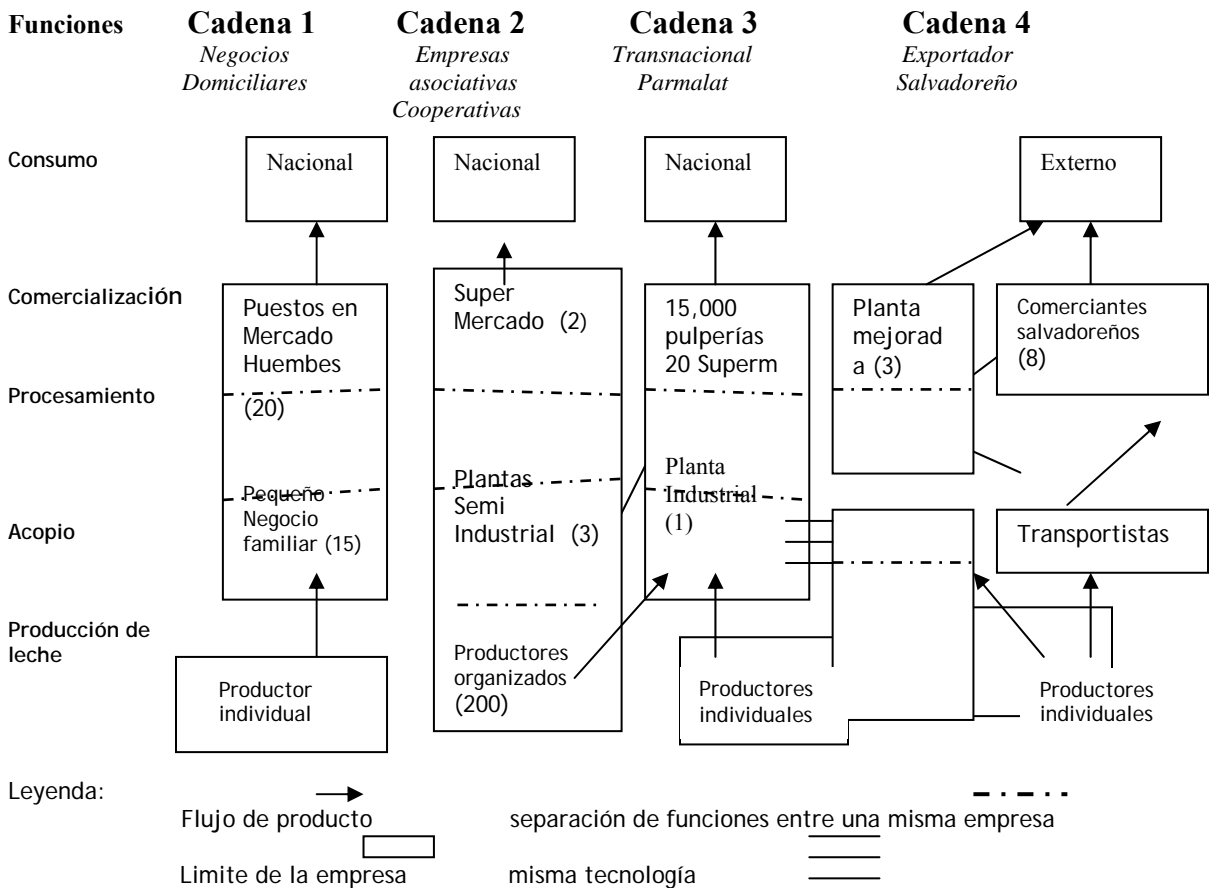 Funciones
Cadena 1
Cadena 2
Cadena 3
Cadena 4
Negocios
Domiciliares
Empresas
asociativas
Cooperativas
Transnacional
Parmalat
Exportador
Salvadoreño
Consumo
Nacional
Nacional
Nacional
Externo
Comercialización
Puestos en
Mercado
Huembes
(20)
Super
Mercado (2)
15,000
pulperías
20 Superm
Planta
mejorad
a (3)
Comerciantes
salvadoreños
(8)
Procesamiento
Pequeño
Negocio
familiar (15)
Plantas
Semi
Industrial (3)
Planta
Industrial
(1)
Acopio
Transportistas
Producción de
leche
Productor
individual
Productores
organizados
(200)
Productores
individuales
Productores
individuales
Leyenda:
Flujo de producto
separación de funciones entre una misma empresa
Limite de la empresa
misma tecnología